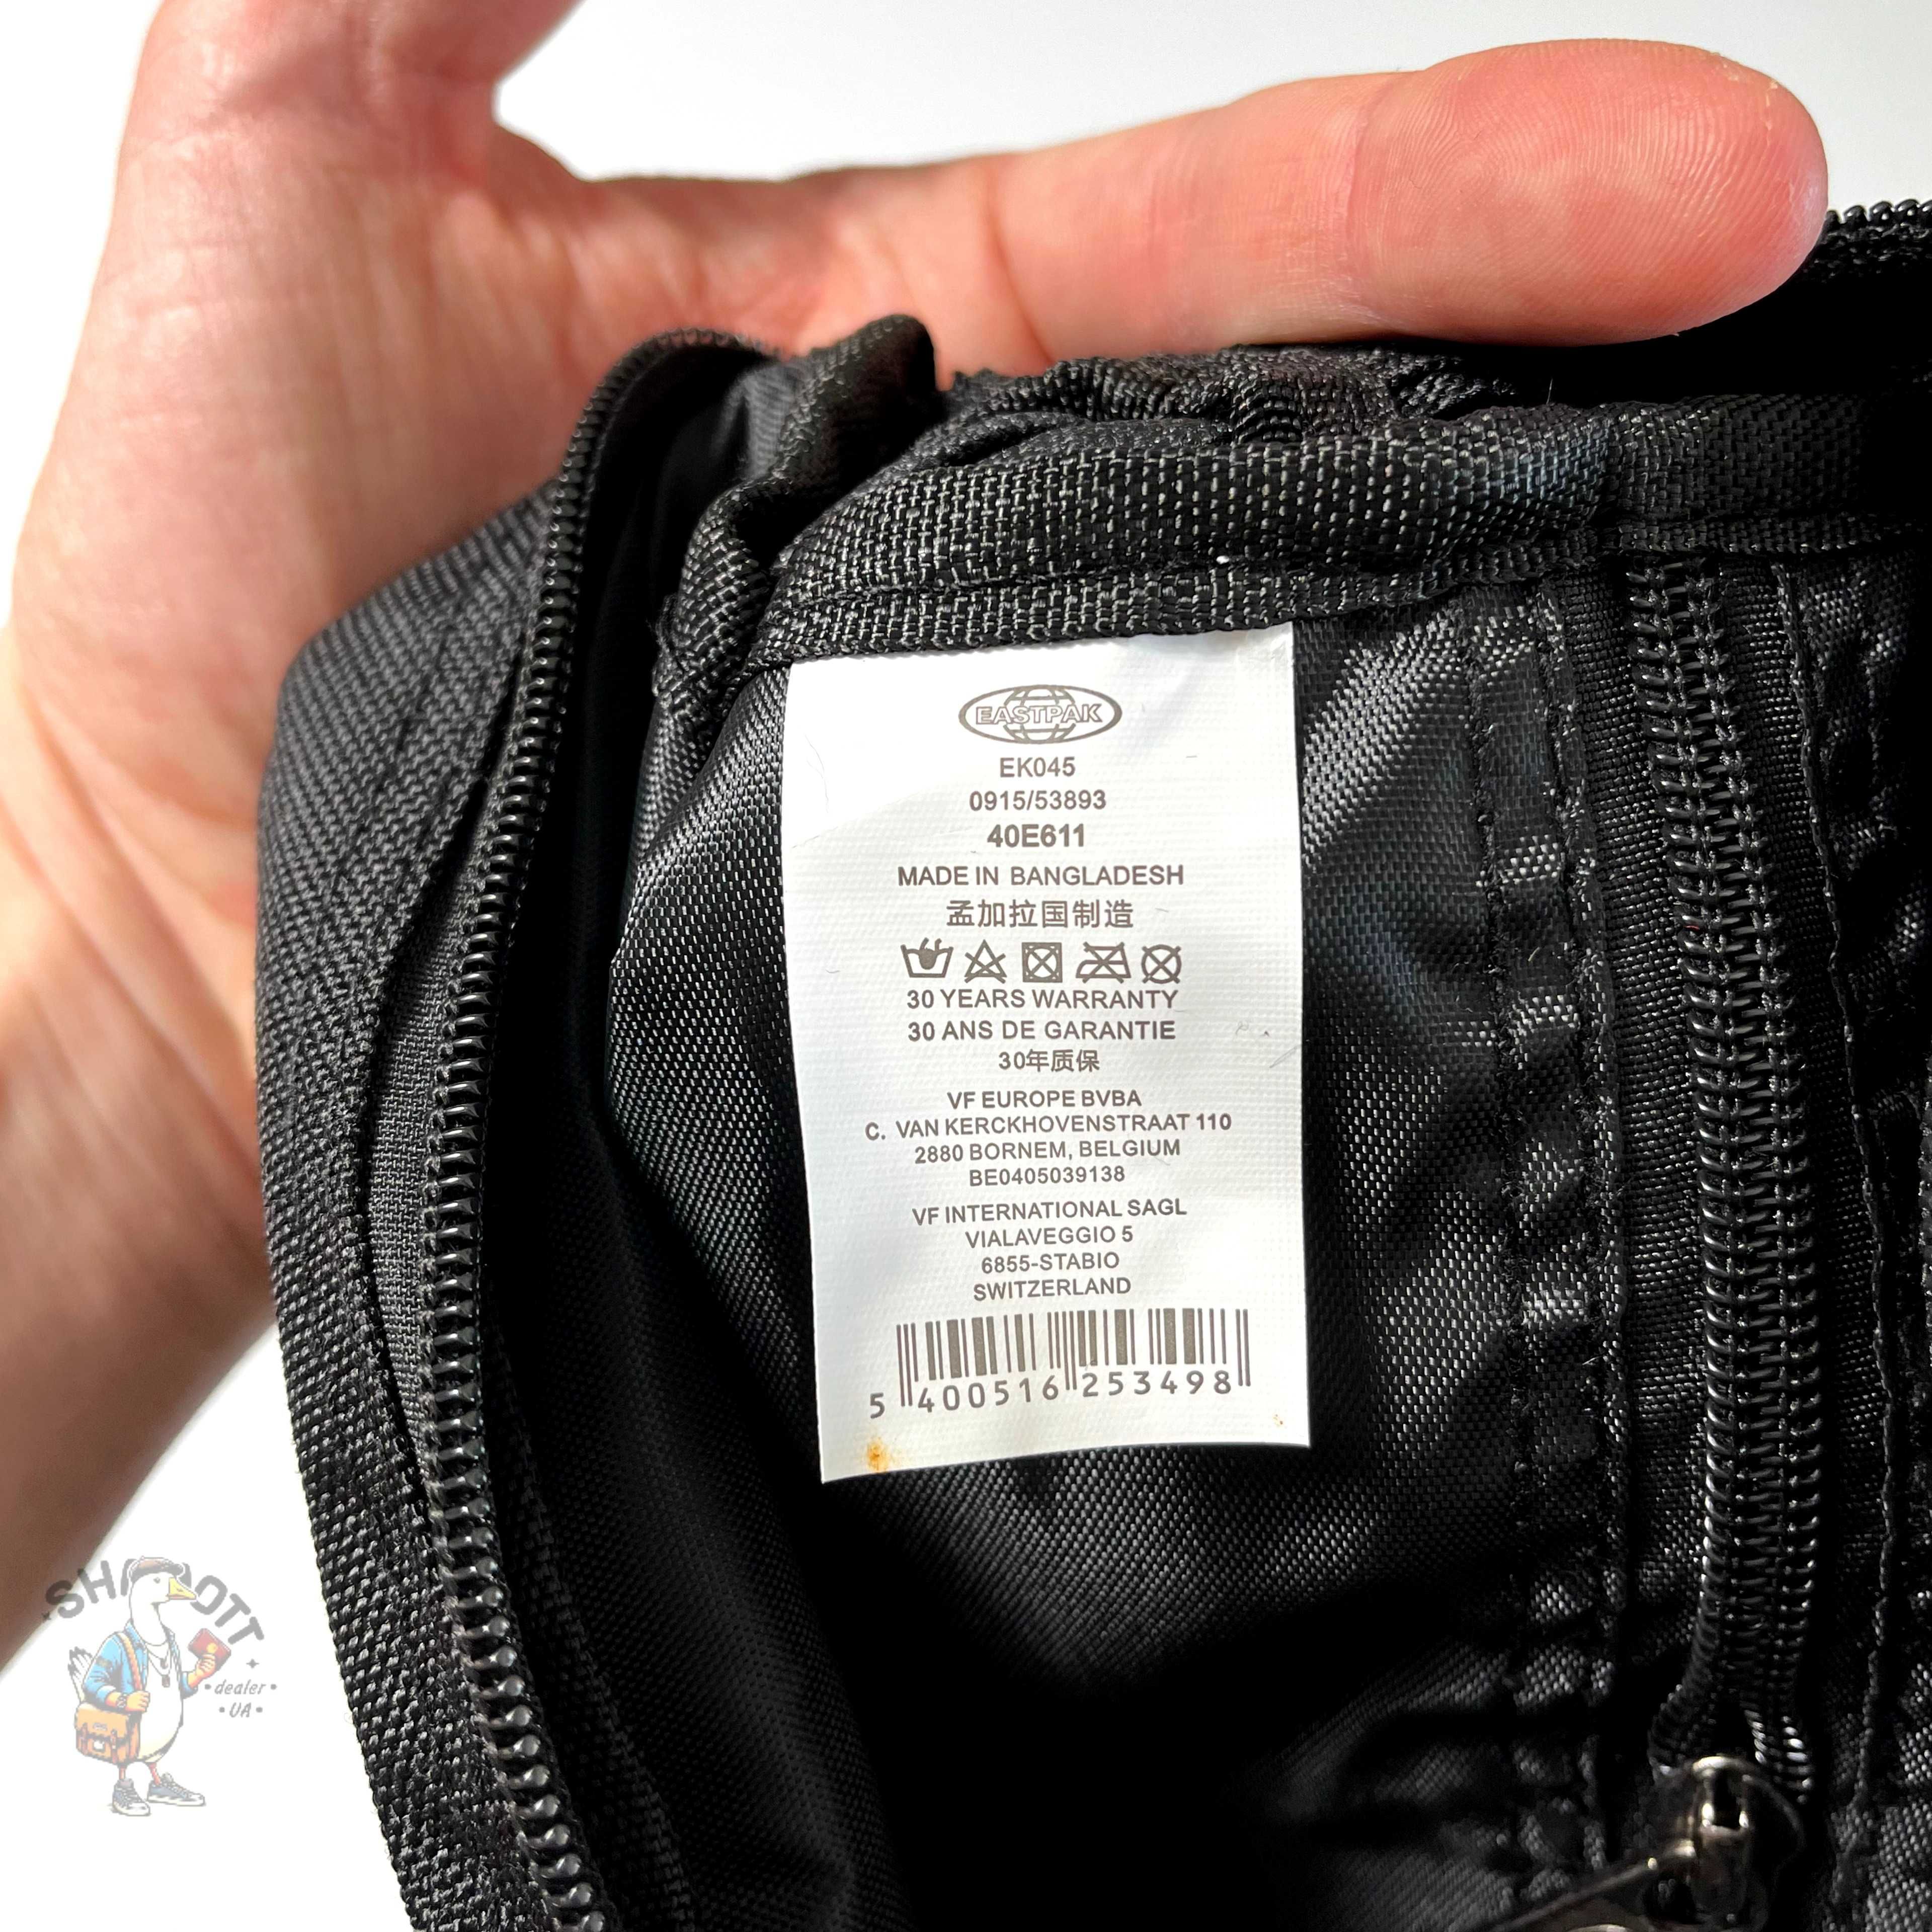 EASTPAK
EK045
0915/53893
40E611
MADE IN BANGLADESH
孟加拉国制造
30 YEARS WARRANTY
30 ANS DE GARANTIE
30年质保
VF EUROPE BVBA
C. VAN KERCKHOVENSTRAAT 110
2880 BORNEM, BELGIUM
BE0405039138
VF INTERNATIONAL SAGL
VIALAVEGGIO 5
6855-STABIO
SWITZERLAND
5 400516 253498
•dealer•
•UA•